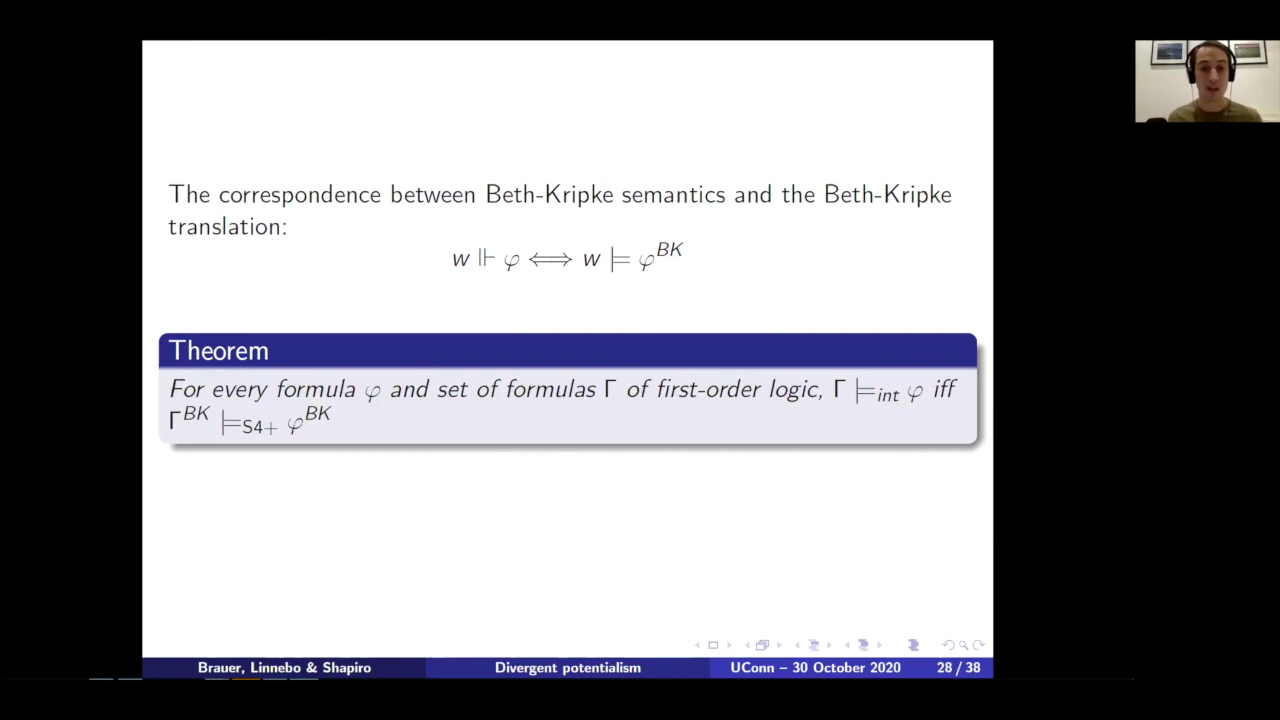 The correspondence between Beth-Kripke semantics and the Beth-Kripke
translation:
w ⊩ φ ⟺ w ⊨ φ^BK
Theorem
For every formula φ and set of formulas Γ of first-order logic, Γ ⊨_int φ iff
Γ^BK ⊨_S4+ φ^BK
Brauer, Linnebo & Shapiro Divergent potentialism UConn – 30 October 2020 28 / 38